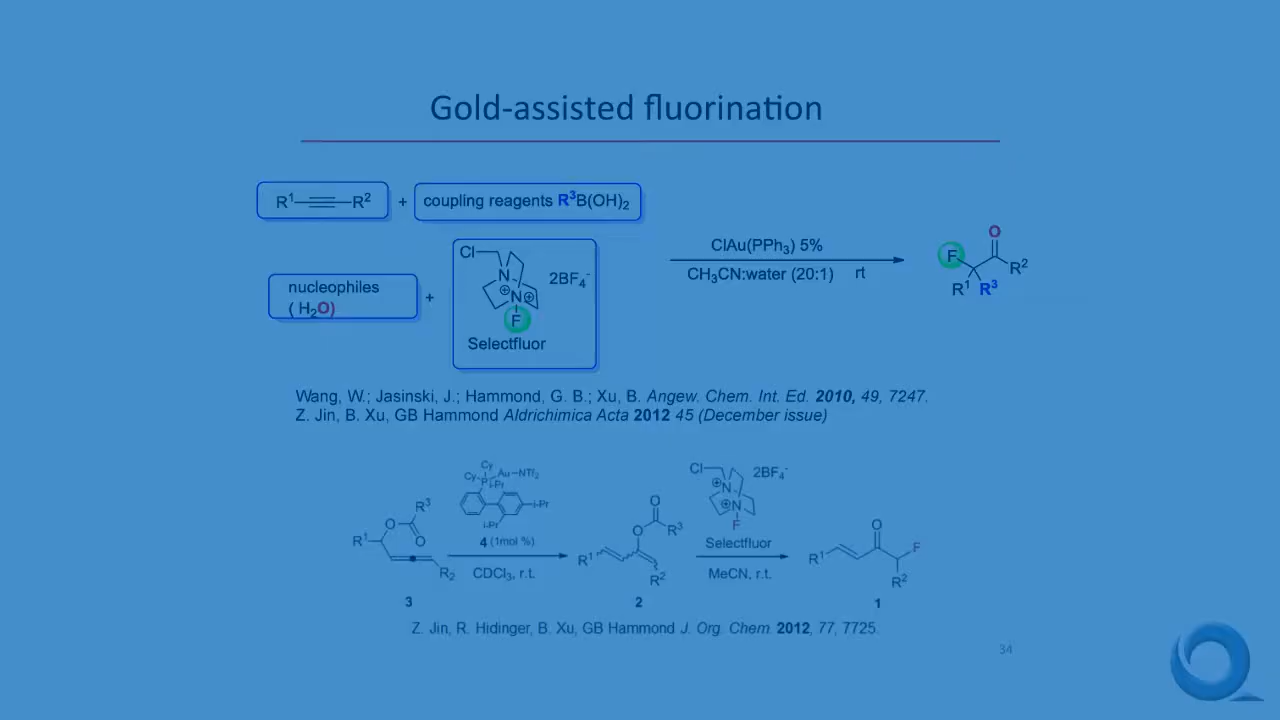 Gold-assisted fluorination
R1 R2 + coupling reagents R3B(OH)2
nucleophiles
( H2O)
+
Cl
N
⊕N⊕
F
2BF4-
Selectfluor
ClAu(PPh3) 5%
CH3CN:water (20:1) rt
O
F R2
R1 R3
Wang, W.; Jasinski, J.; Hammond, G. B.; Xu, B. Angew. Chem. Int. Ed. 2010, 49, 7247.
Z. Jin, B. Xu, GB Hammond Aldrichimica Acta 2012 45 (December issue)
R3
O
R1 O
R2
3
Cy
Cy P Au NTf2
i-Pr
i-Pr
i-Pr
4 (1mol %)
CDCl3, r.t.
O
O R3
R1
R2
2
Cl
⊕N
⊕N
F
2BF4-
Selectfluor
MeCN, r.t.
O
R1 F
R2
1
Z. Jin, R. Hidinger, B. Xu, GB Hammond J. Org. Chem. 2012, 77, 7725.
34